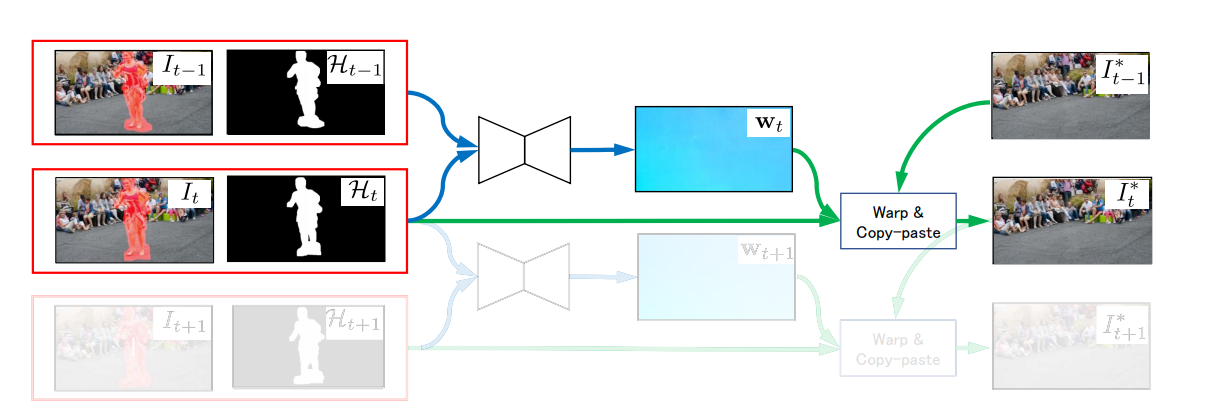 I_{t-1}
ℋ_{t-1}
I_t
ℋ_t
I_{t+1}
ℋ_{t+1}
𝐰_t
𝐰_{t+1}
Warp &
Copy-paste
Warp &
Copy-paste
I^*_{t-1}
I^*_t
I^*_{t+1}